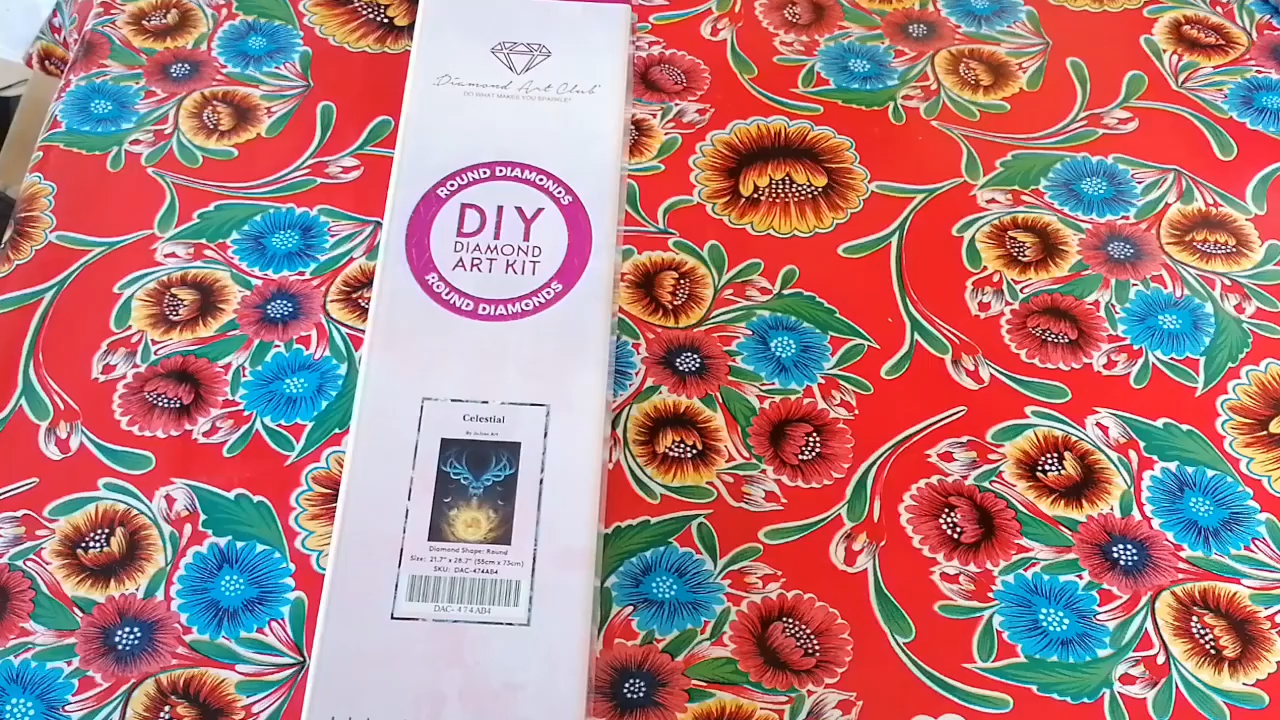 Diamond Art Club
DO WHAT MAKES YOU SPARKLE
ROUND DIAMONDS
DIY
DIAMOND
ART KIT
ROUND DIAMONDS
Celestial
Diamond Shape: Round
Size: 21.7" x 28.7" (55cm x 73cm)
SKU: DAC-474AB4
DAC-474AB4